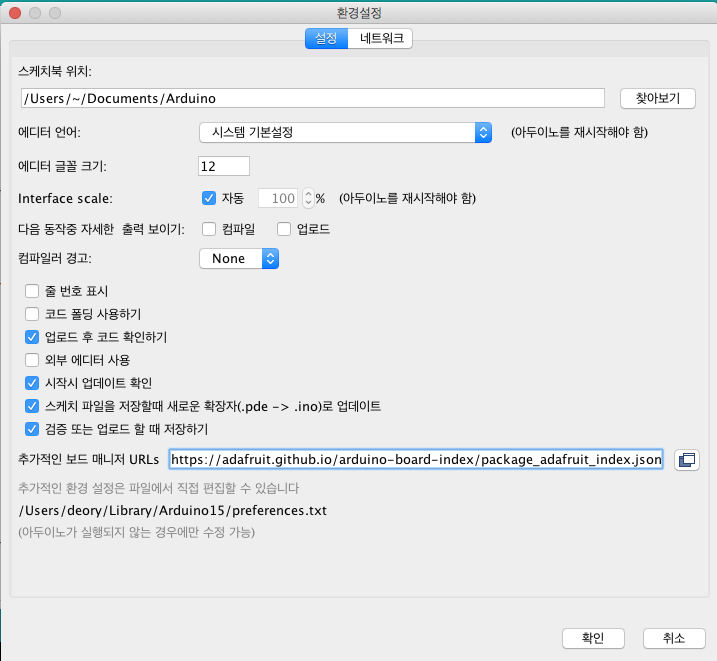 환경설정
설정 네트워크
스케치북 위치:
/Users/~/Documents/Arduino 찾아보기
에디터 언어: 시스템 기본설정 (아두이노를 재시작해야 함)
에디터 글꼴 크기: 12
Interface scale: 자동 100 % (아두이노를 재시작해야 함)
다음 동작중 자세한 출력 보이기: 컴파일 업로드
컴파일러 경고: None
줄 번호 표시
코드 폴딩 사용하기
업로드 후 코드 확인하기
외부 에디터 사용
시작시 업데이트 확인
스케치 파일을 저장할때 새로운 확장자(.pde -> .ino)로 업데이트
검증 또는 업로드 할 때 저장하기
추가적인 보드 매니저 URLs https://adafruit.github.io/arduino-board-index/package_adafruit_index.json
추가적인 환경 설정은 파일에서 직접 편집할 수 있습니다
/Users/deory/Library/Arduino15/preferences.txt
(아두이노가 실행되지 않는 경우에만 수정 가능)
확인 취소